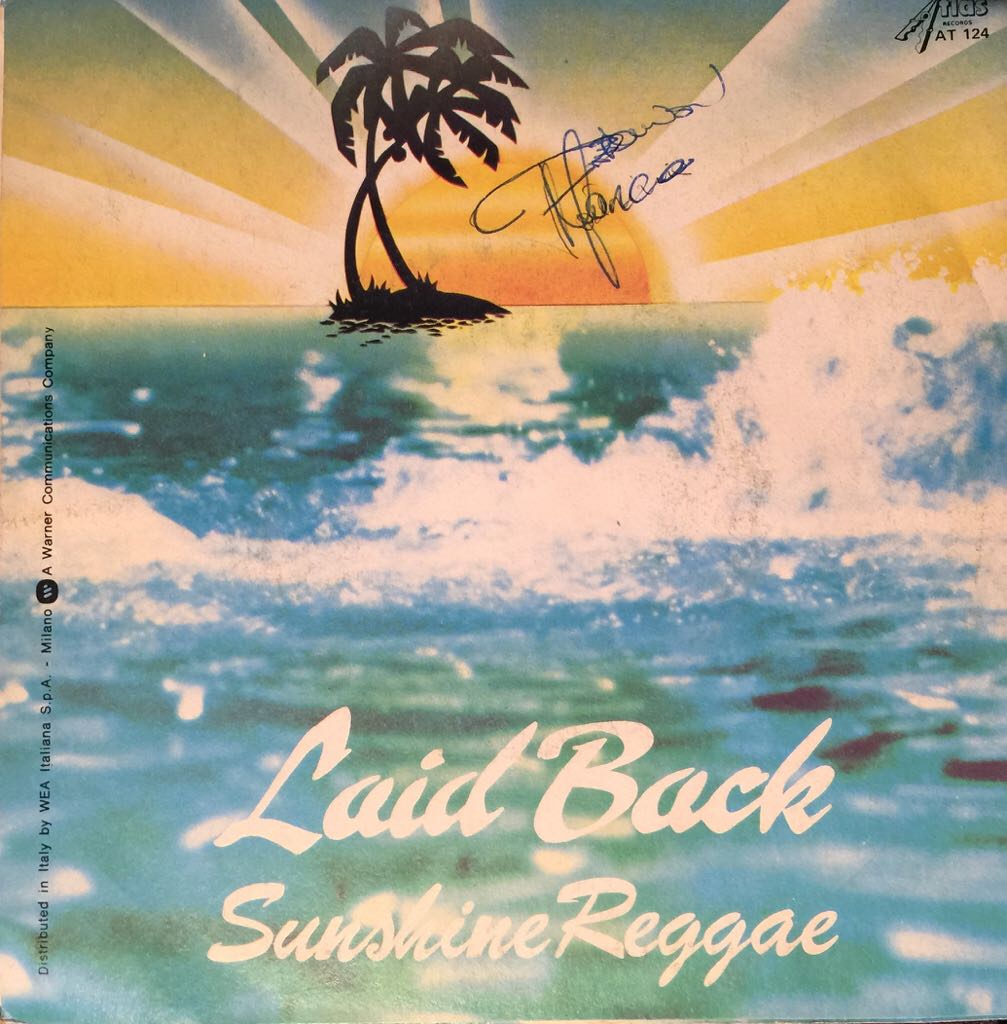 Atlas
RECORDS
AT 124
Distributed in Italy by WEA Italiana S.p.A. - Milano W A Warner Communications Company
Laid Back
Sunshine Reggae